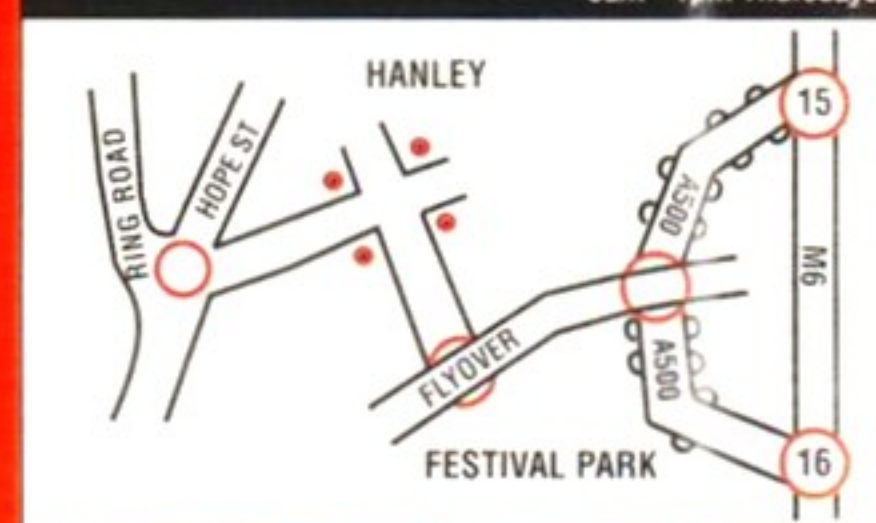 HANLEY
15
RING ROAD
HOPE ST
A500
M6
FLYOVER
A500
FESTIVAL PARK
16